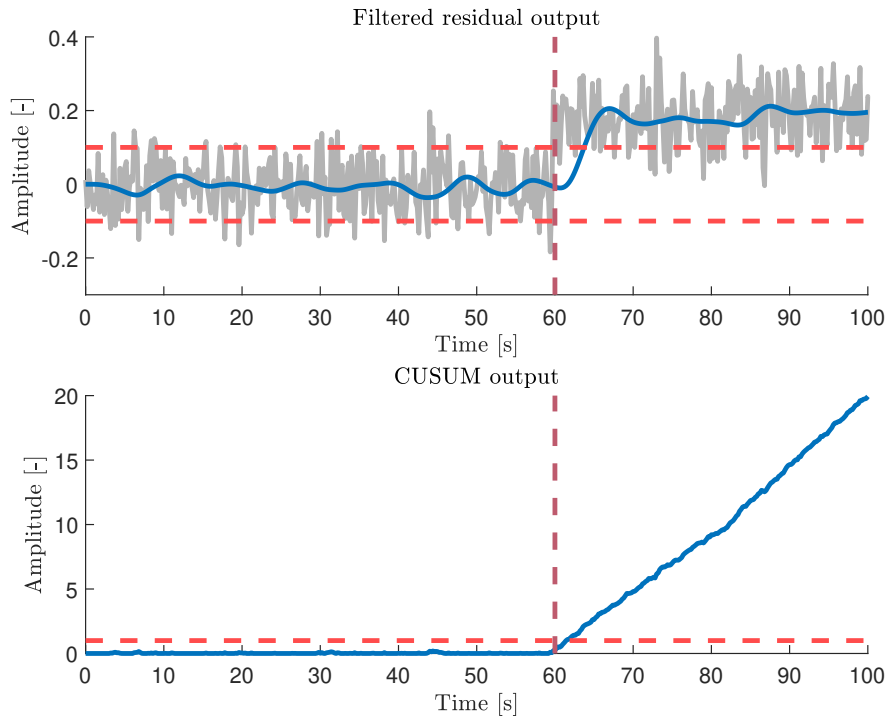 Filtered residual output
0.4
0.2
0
-0.2
Amplitude [-]
0 10 20 30 40 50 60 70 80 90 100
Time [s]
CUSUM output
20
15
10
5
0
Amplitude [-]
0 10 20 30 40 50 60 70 80 90 100
Time [s]